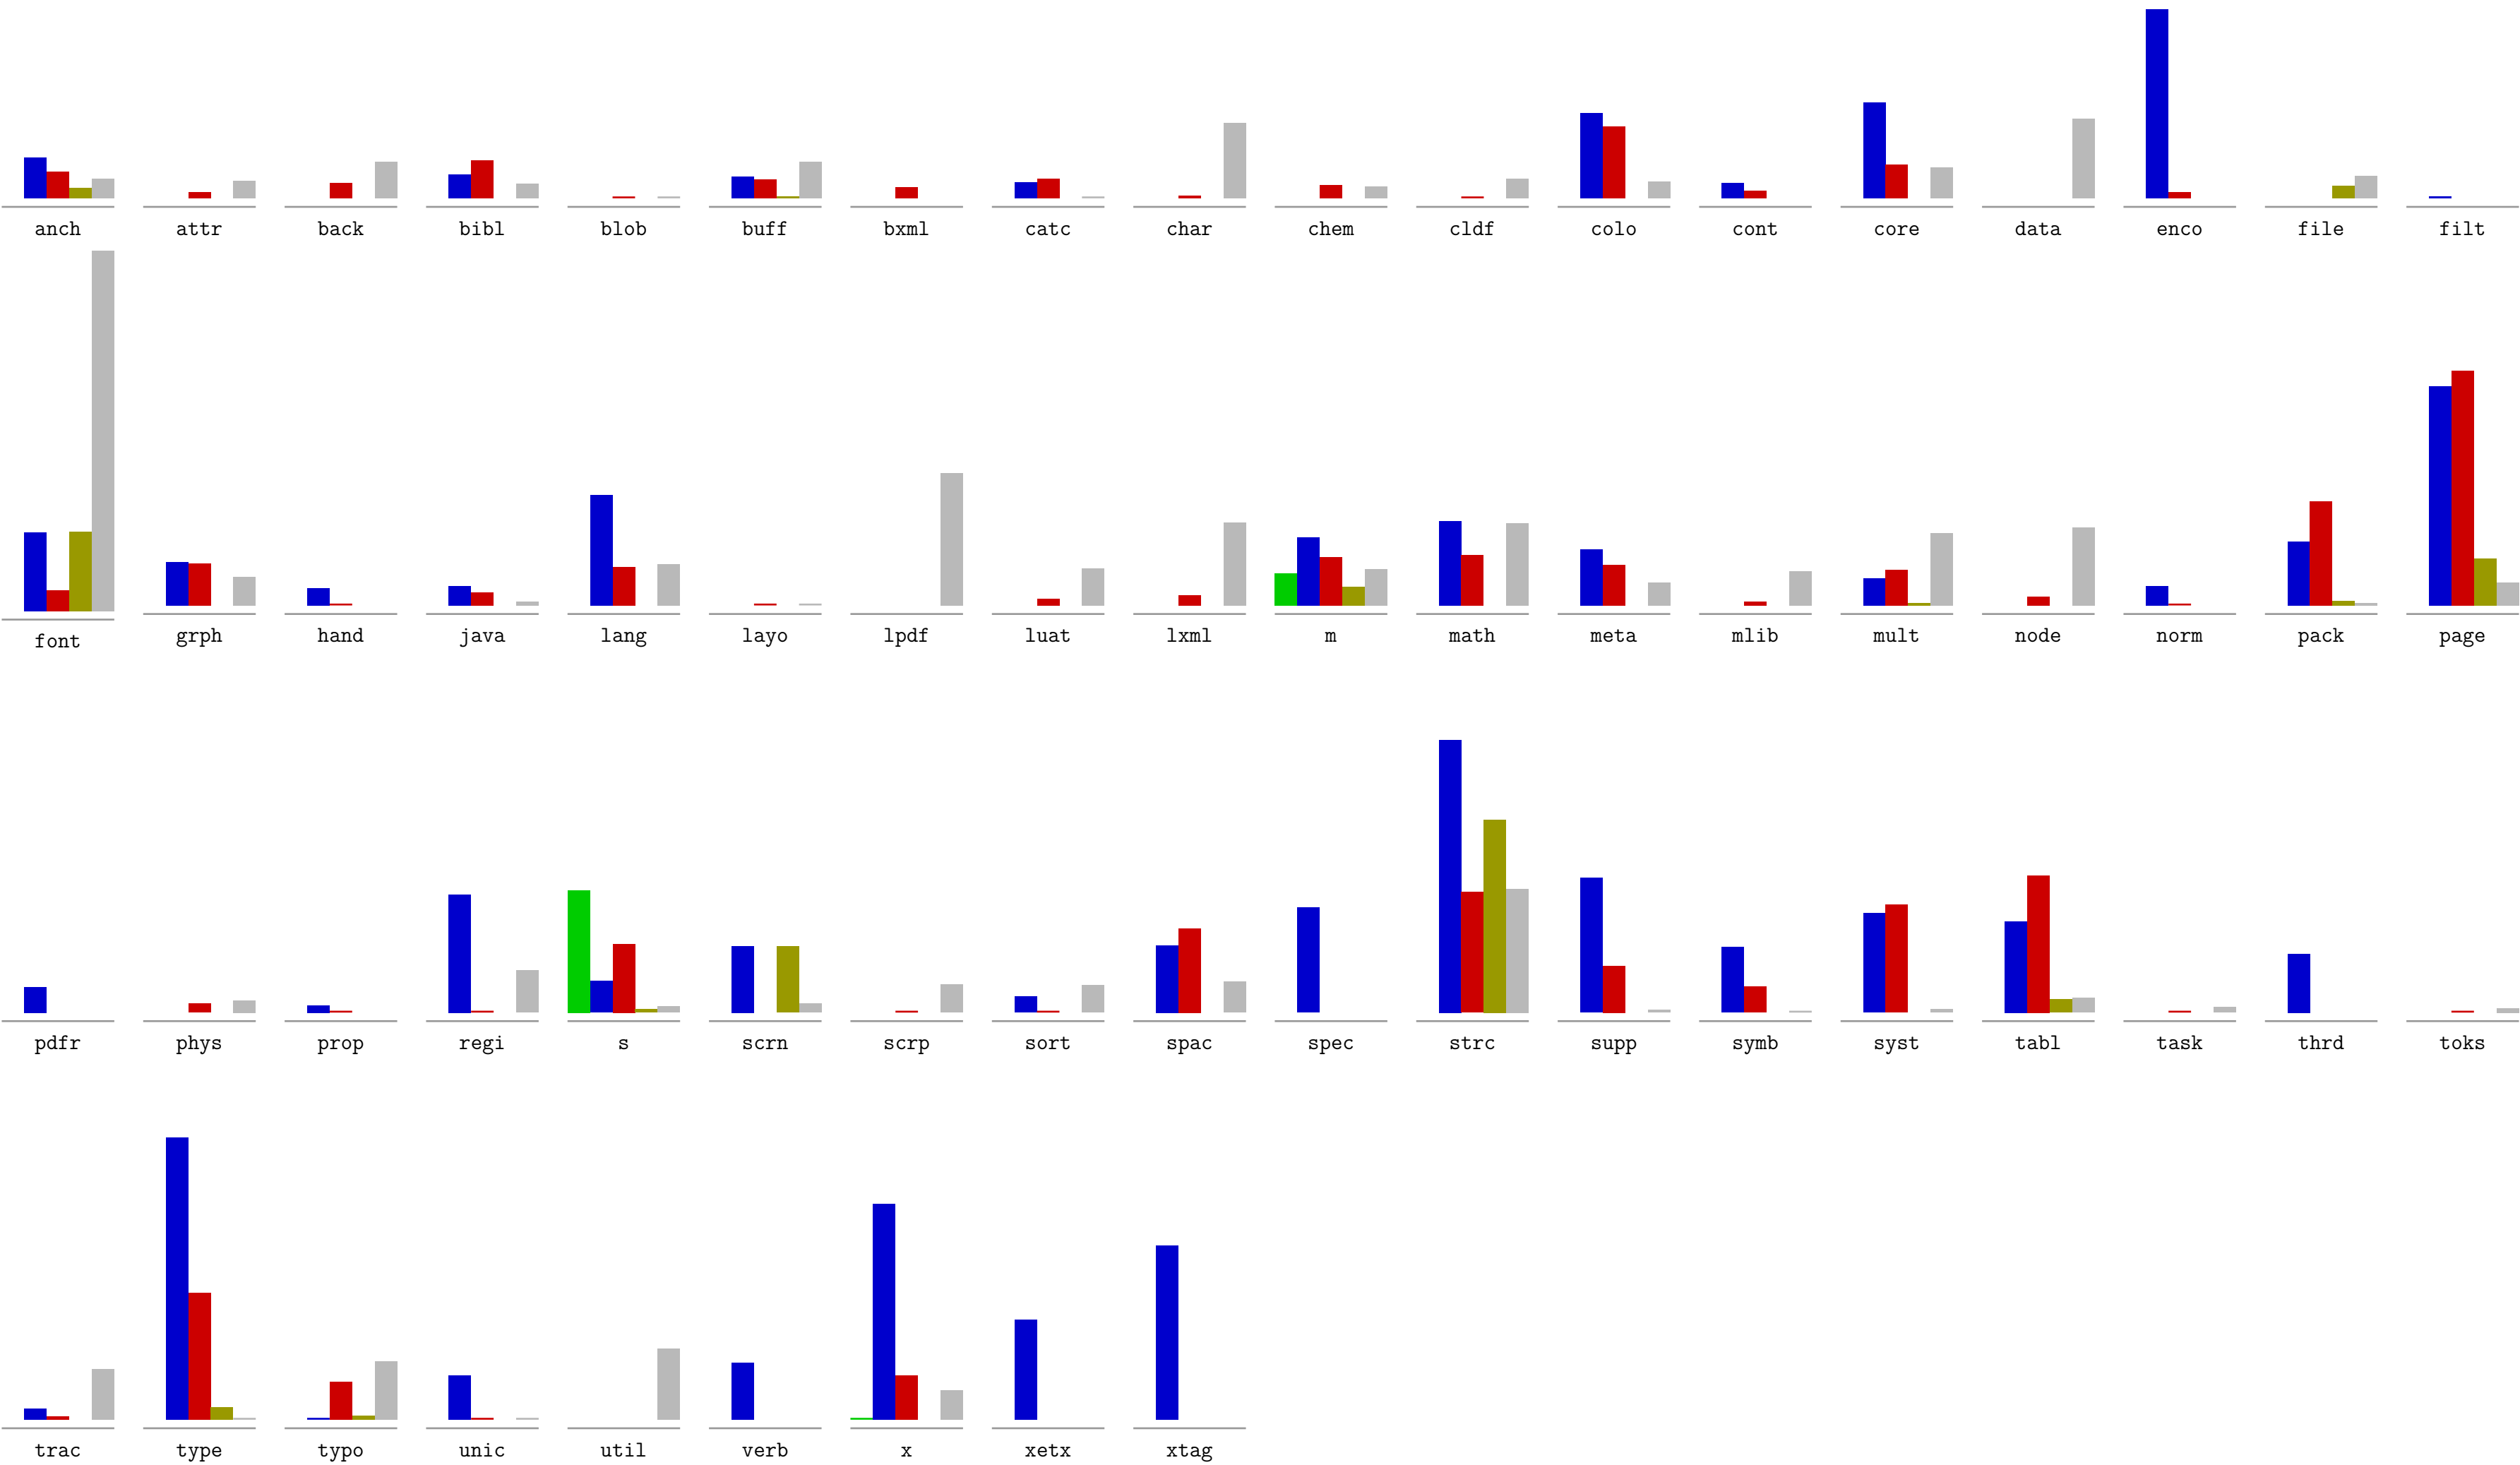 anch attr back bibl blob buff bxml catc char chem cldf colo cont core data enco file filt
font grph hand java lang layo lpdf luat lxml m math meta mlib mult node norm pack page
pdfr phys prop regi s scrn scrp sort spac spec strc supp symb syst tabl task thrd toks
trac type typo unic util verb x xetx xtag